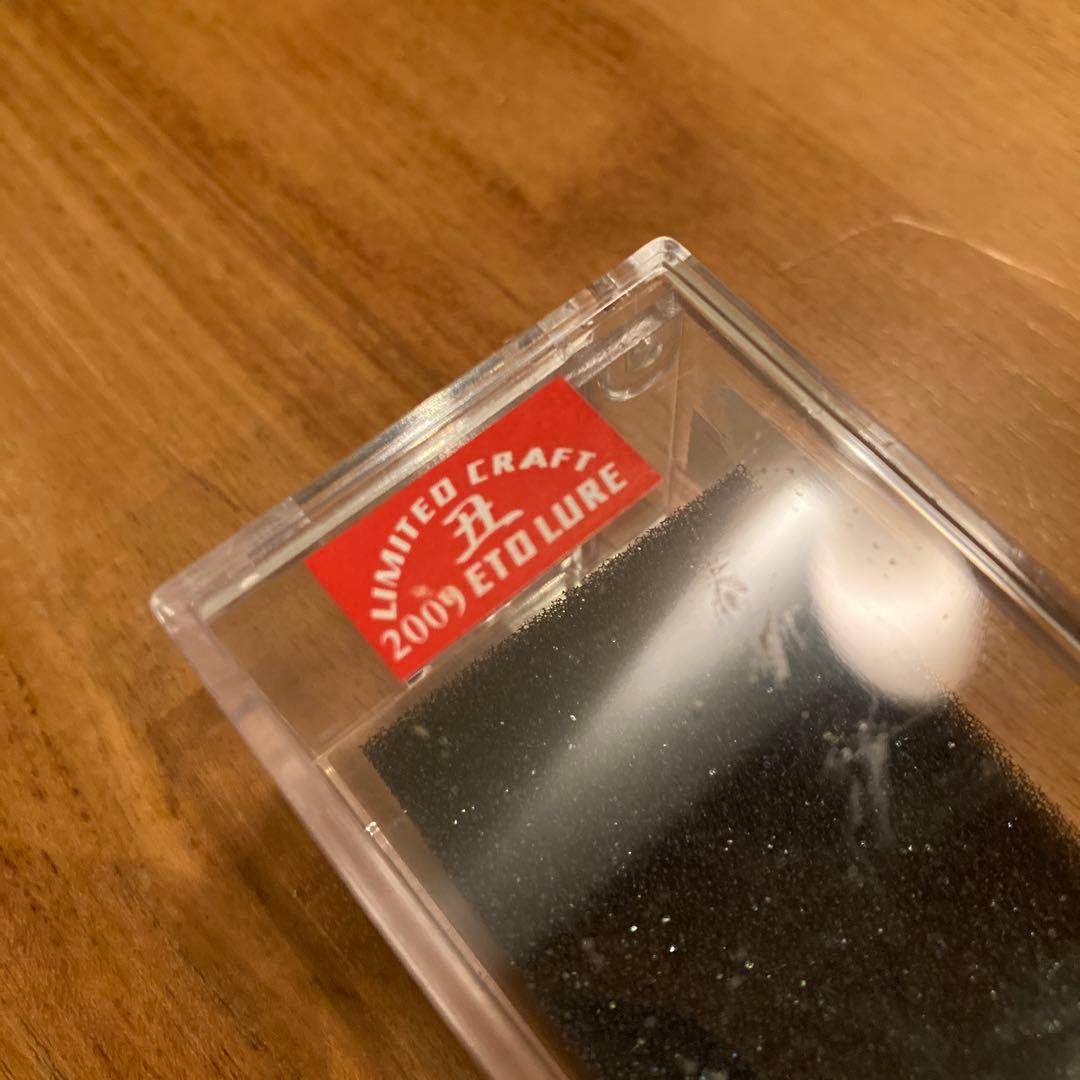 LIMITED CRAFT
丑
2009 ETO LURE